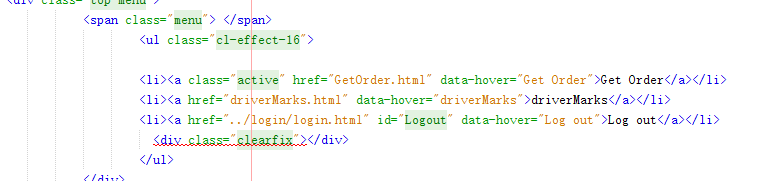 <div class="top menu">
<span class="menu"> </span>
<ul class="cl-effect-16">
<li><a class="active" href="GetOrder.html" data-hover="Get Order">Get Order</a></li>
<li><a href="driverMarks.html" data-hover="driverMarks">driverMarks</a></li>
<li><a href="../login/login.html" id="Logout" data-hover="Log out">Log out</a></li>
<div class="clearfix"></div>
</ul>
</div>